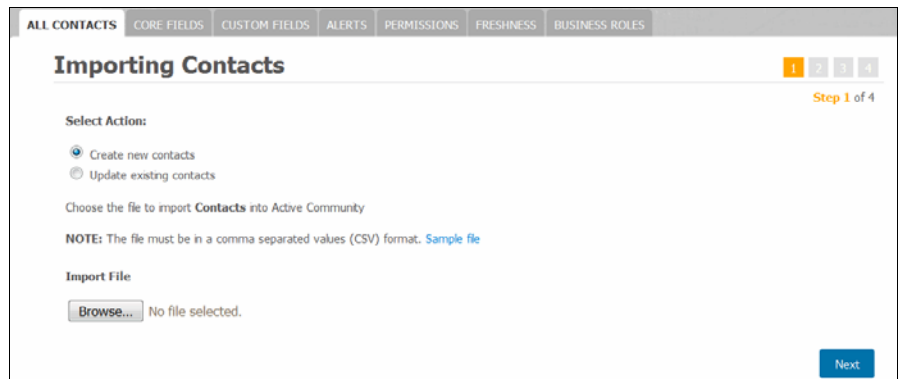 ALL CONTACTS CORE FIELDS CUSTOM FIELDS ALERTS PERMISSIONS FRESHNESS BUSINESS ROLES
Importing Contacts
1 2 3 4
Step 1 of 4
Select Action:
Create new contacts
Update existing contacts
Choose the file to import Contacts into Active Community
NOTE: The file must be in a comma separated values (CSV) format. Sample file
Import File
Browse... No file selected.
Next